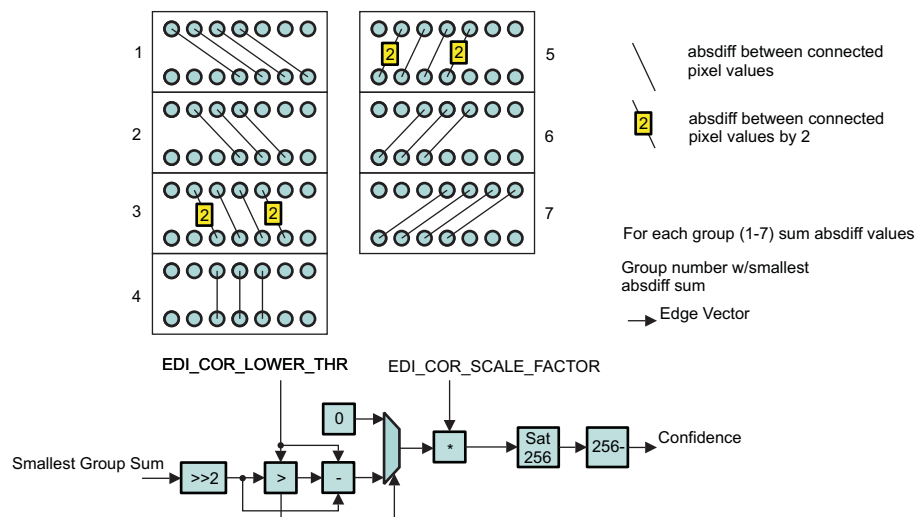 1
2
3
2
2
4
5
2
2
6
7
absdiff between connected
pixel values
2
absdiff between connected
pixel values by 2
For each group (1-7) sum absdiff values
Group number w/smallest
absdiff sum
Edge Vector
EDI_COR_LOWER_THR
EDI_COR_SCALE_FACTOR
0
Smallest Group Sum
>>2
>
-
*
Sat
256
256-
Confidence